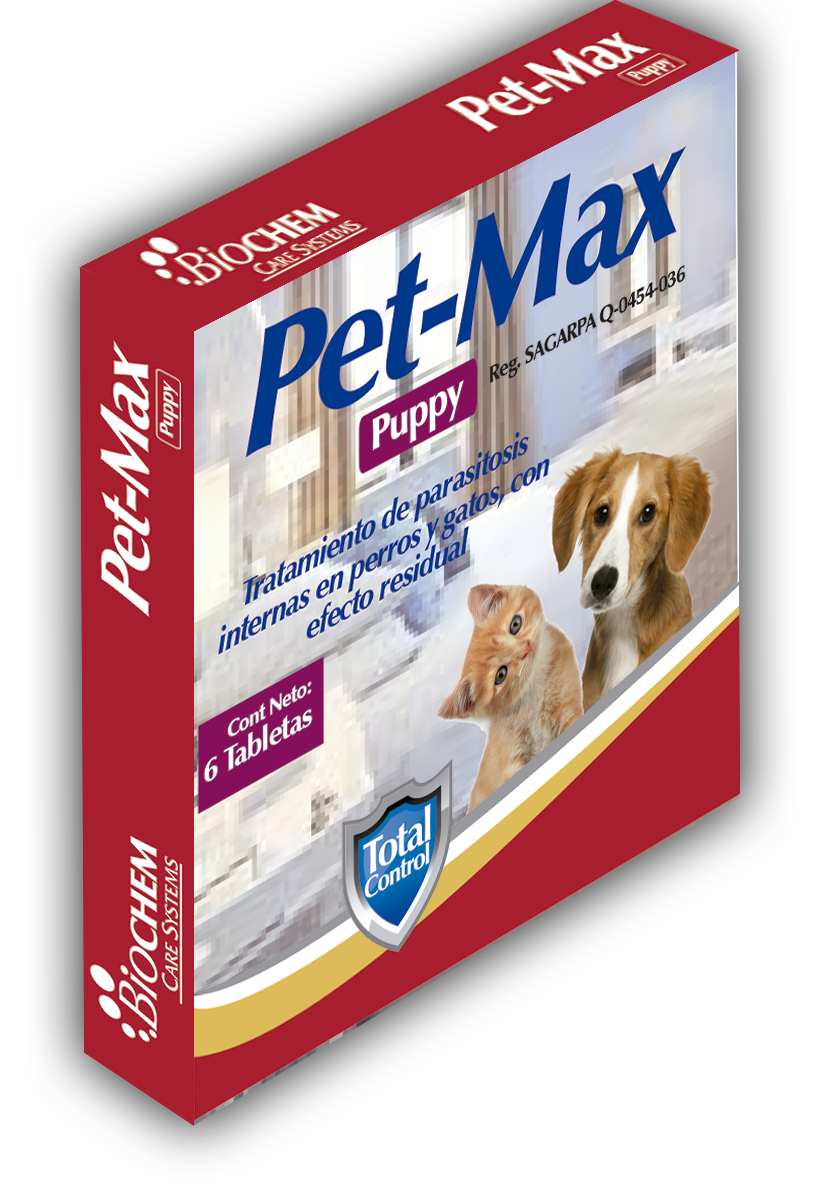 Pet-Max
Puppy
BIOCHEM
CARE SYSTEMS
Pet-Max
Reg. SAGARPA Q-0454-036
Puppy
Tratamiento de parasitosis
internas en perros y gatos, con
efecto residual
Cont Neto:
6 Tabletas
Total
Control
Pet-Max
Puppy
BIOCHEM
CARE SYSTEMS